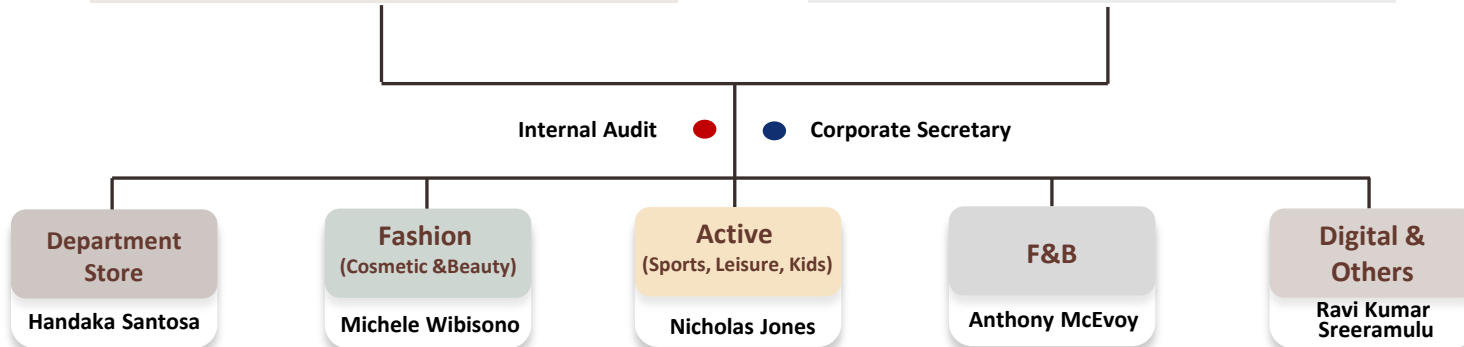 Internal Audit
Corporate Secretary
Department
Store
Handaka Santosa
Fashion
(Cosmetic &Beauty)
Michele Wibisono
Active
(Sports, Leisure, Kids)
Nicholas Jones
F&B
Anthony McEvoy
Digital &
Others
Ravi Kumar
Sreeramulu